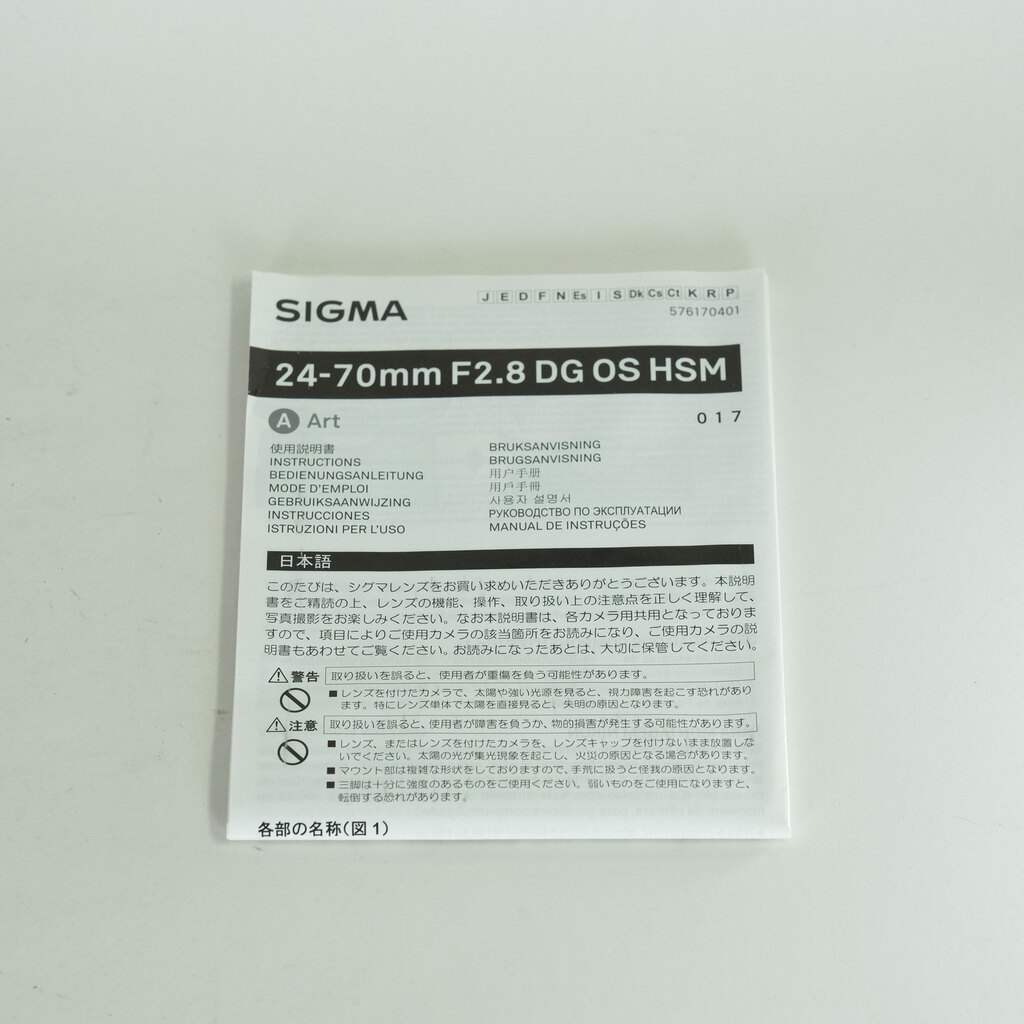 SIGMA
J E D F N Es I S Dk Cs Ct K R P
576170401
24-70mm F2.8 DG OS HSM
A Art
017
使用説明書
INSTRUCTIONS
BEDIENUNGSANLEITUNG
MODE D'EMPLOI
GEBRUIKSAANWIJZING
INSTRUCCIONES
ISTRUZIONI PER L'USO
BRUKSANVISNING
BRUGSANVISNING
用户手册
用戶手冊
사용자 설명서
РУКОВОДСТВО ПО ЭКСПЛУАТАЦИИ
MANUAL DE INSTRUÇÕES
日本語
このたびは、シグマレンズをお買い求めいただきありがとうございます。本説明
書をご精読の上、レンズの機能、操作、取り扱い上の注意点を正しく理解して、
写真撮影をお楽しみください。なお本説明書は、各カメラ用共用となっておりま
すので、項目によりご使用カメラの該当箇所をお読みになり、ご使用カメラの説
明書もあわせてご覧ください。お読みになったあとは、大切に保管してください。
警告 取り扱いを誤ると、使用者が重傷を負う可能性があります。
■レンズを付けたカメラで、太陽や強い光源を見ると、視力障害を起こす恐れがあり
ます。特にレンズ単体で太陽を直接見ると、失明の原因となります。
注意 取り扱いを誤ると、使用者が障害を負うか、物的損害が発生する可能性があります。
■レンズ、またはレンズを付けたカメラを、レンズキャップを付けないまま放置しな
いでください。太陽の光が集光現象を起こし、火災の原因となる場合があります。
■マウント部は複雑な形状をしておりますので、手荒に扱うと怪我の原因となります。
■三脚は十分に強度のあるものをご使用ください。弱いものをご使用になりますと、
転倒する恐れがあります。
各部の名称(図1)